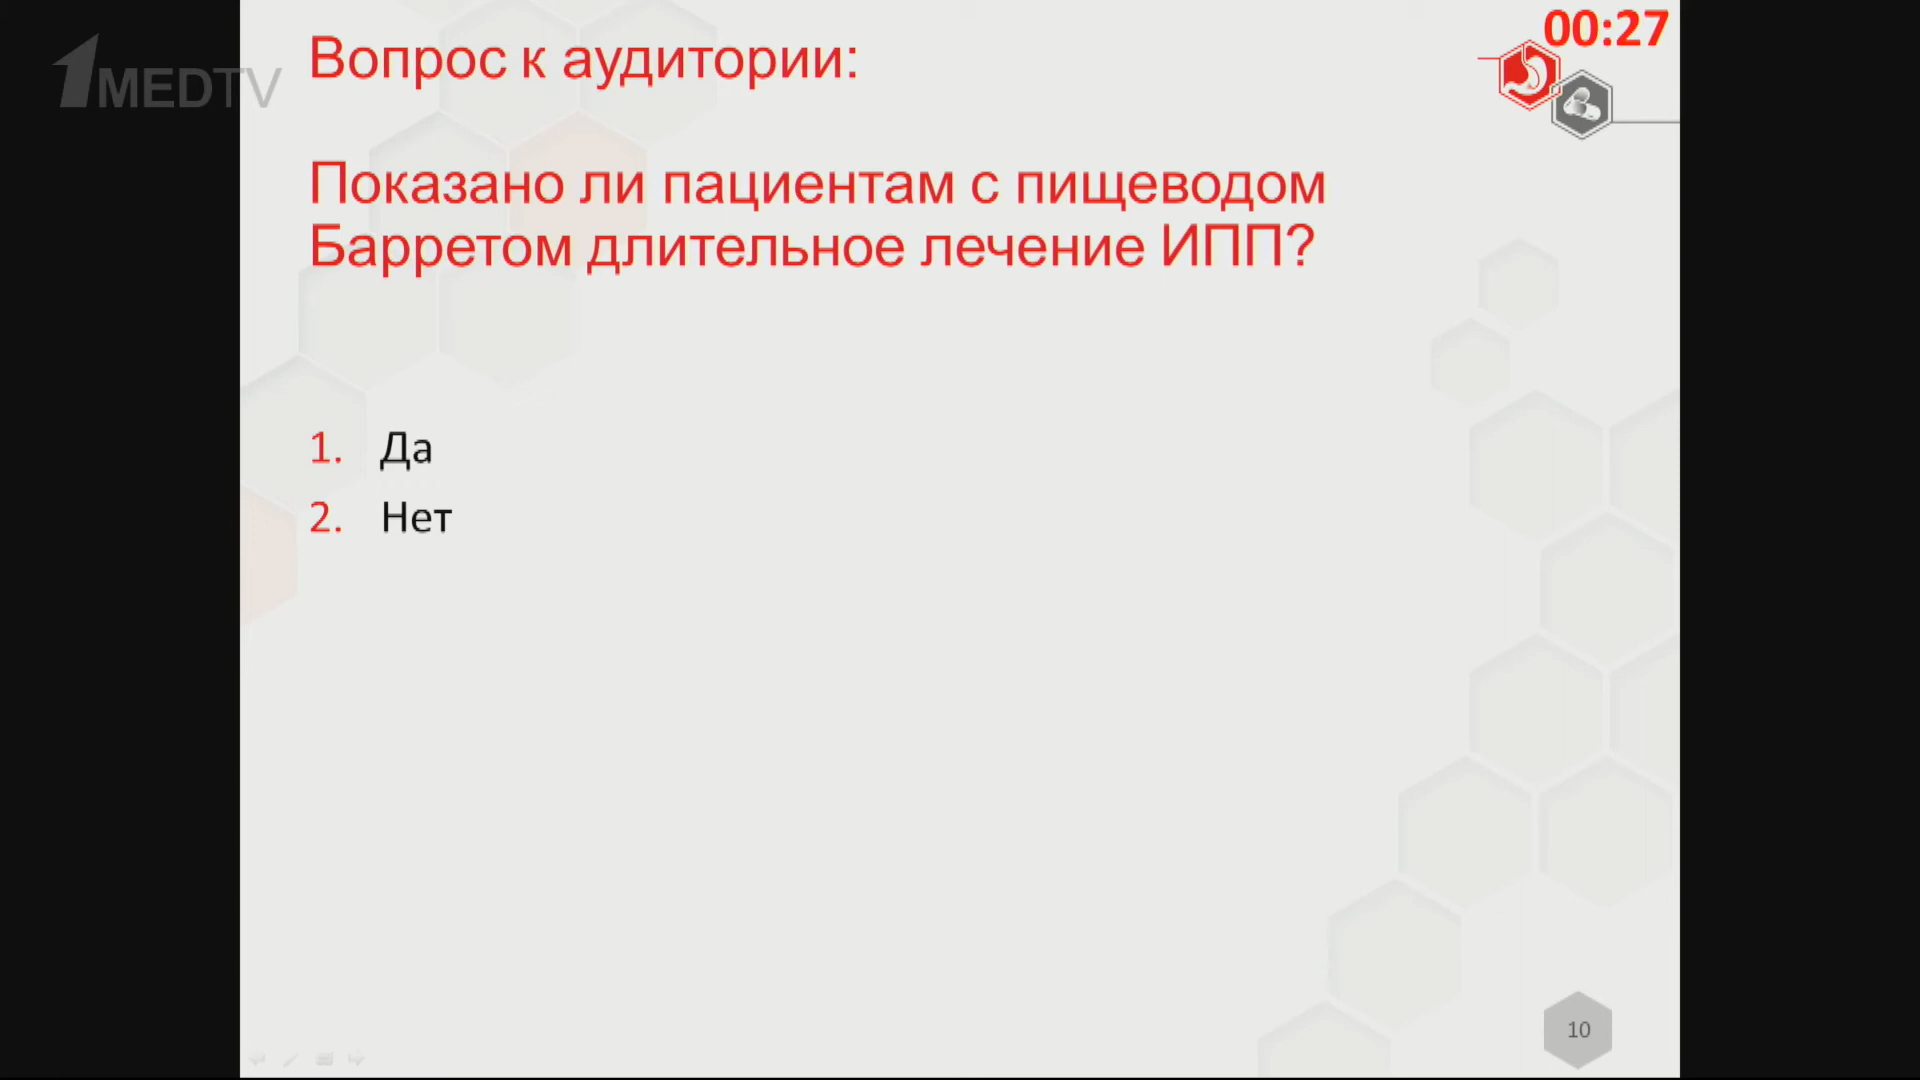 1MEDTV
00:27
Вопрос к аудитории:
Показано ли пациентам с пищеводом
Барретом длительное лечение ИПП?
1. Да
2. Нет
10